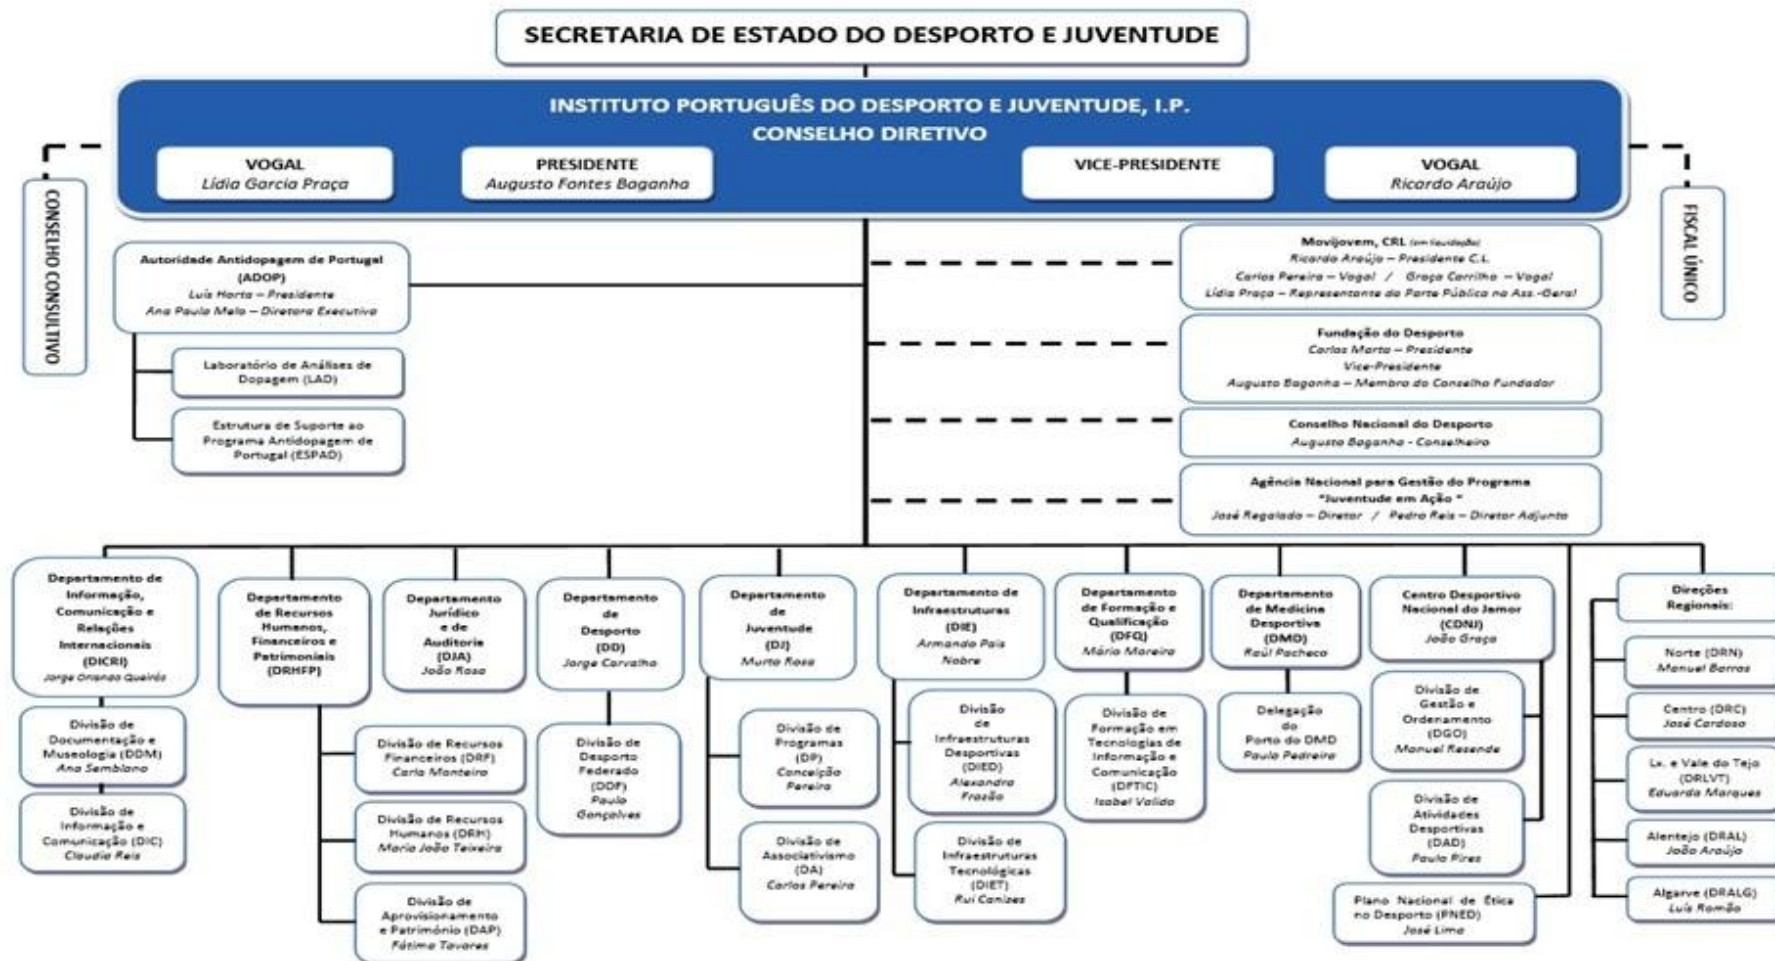 SECRETARIA DE ESTADO DO DESPORTO E JUVENTUDE
INSTITUTO PORTUGUÊS DO DESPORTO E JUVENTUDE, I.P.
CONSELHO DIRETIVO
VOGAL
Lídia Garcia Praça
PRESIDENTE
Augusto Fontes Baganha
VICE-PRESIDENTE
VOGAL
Ricardo Araújo
CONSELHO CONSULTIVO
FISCAL ÚNICO
Autoridade Antidopagem de Portugal
(ADOP)
Luís Horta – Presidente
Ana Paula Melo – Diretora Executiva
Laboratório de Análises de
Dopagem (LAD)
Estrutura de Suporte ao
Programa Antidopagem de
Portugal (ESPAD)
Movijovem, CRL (em liquidação)
Ricardo Araújo – Presidente C.L.
Carlos Pereira – Vogal / Graça Carrilho – Vogal
Lídia Praça – Representante da Parte Pública na Ass.-Geral
Fundação do Desporto
Carlos Marta – Presidente
Vice-Presidente
Augusto Baganha – Membro do Conselho Fundador
Conselho Nacional do Desporto
Augusto Baganha - Conselheiro
Agência Nacional para Gestão do Programa
"Juventude em Ação "
José Regalado – Diretor / Pedro Reis – Diretor Adjunto
Departamento de
Informação,
Comunicação e
Relações
Internacionais
(DICRI)
Jorge Orlando Queirós
Divisão de
Documentação e
Museologia (DDM)
Ana Semblano
Divisão de
Informação e
Comunicação (DIC)
Claudia Reis
Departamento
de Recursos
Humanos,
Financeiros e
Patrimoniais
(DRHFP)
Divisão de Recursos
Financeiros (DRF)
Carla Monteiro
Divisão de Recursos
Humanos (DRH)
Maria João Teixeira
Divisão de
Aprovisionamento
e Património (DAP)
Fátima Tavares
Departamento
Jurídico
e de
Auditoria
(DJA)
João Rosa
Departamento
de
Desporto
(DD)
Jorge Carvalho
Divisão de
Desporto
Federado
(DDF)
Paulo
Gonçalves
Departamento
de
Juventude
(DJ)
Murta Rosa
Divisão de
Programas
(DP)
Conceição
Pereira
Divisão de
Associativismo
(DA)
Carlos Pereira
Departamento de
Infraestruturas
(DIE)
Armando Pais
Nobre
Divisão
de
Infraestruturas
Desportivas
(DIED)
Alexandra
Frazão
Divisão de
Infraestruturas
Tecnológicas
(DIET)
Rui Canizes
Departamento
de Formação e
Qualificação
(DFQ)
Mário Moreira
Divisão de
Formação em
Tecnologias de
Informação e
Comunicação
(DFTIC)
Isabel Valido
Departamento
de Medicina
Desportiva
(DMD)
Raúl Pacheco
Delegação
do
Porto do DMD
Paula Pedreiro
Centro Desportivo
Nacional do Jamor
(CDNJ)
João Graça
Divisão de
Gestão e
Ordenamento
(DGO)
Manuel Resende
Divisão de
Atividades
Desportivas
(DAD)
Paula Pires
Plano Nacional de Ética
no Desporto (PNED)
José Lima
Direções
Regionais:
Norte (DRN)
Manuel Barros
Centro (DRC)
José Cardoso
Lx. e Vale do Tejo
(DRLVT)
Eduarda Marques
Alentejo (DRAL)
João Araújo
Algarve (DRALG)
Luís Romão